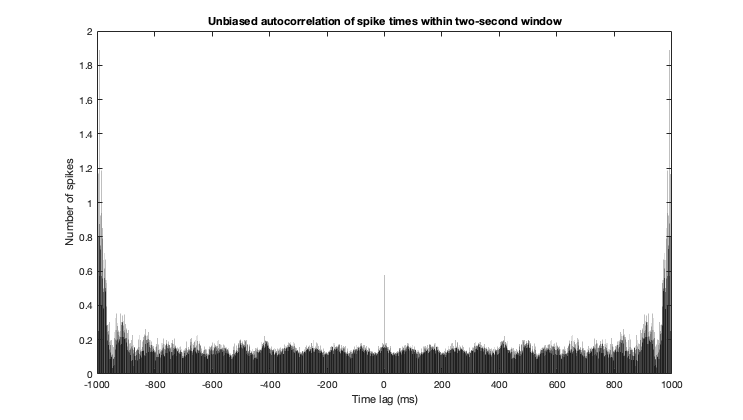 Unbiased autocorrelation of spike times within two-second window
2
1.8
1.6
1.4
1.2
1
0.8
0.6
0.4
0.2
0
Number of spikes
-1000 -800 -600 -400 -200 0 200 400 600 800 1000
Time lag (ms)